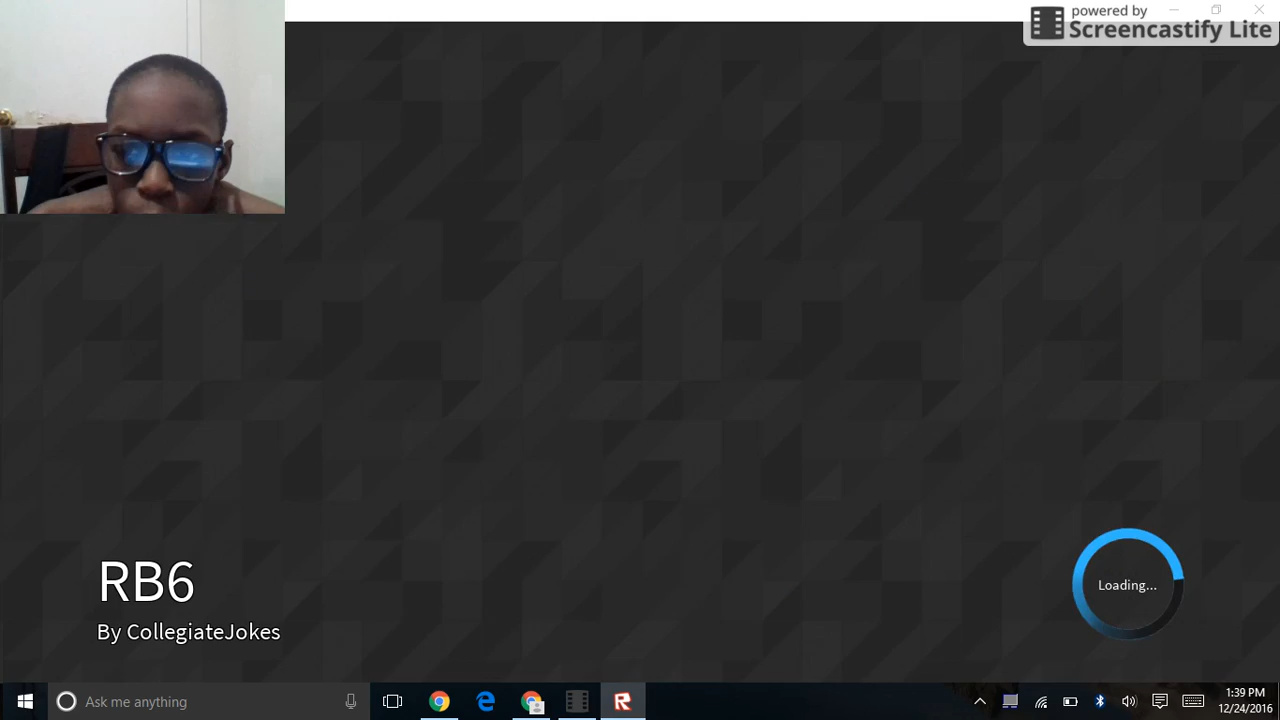 powered by
Screencastify Lite
RB6
By CollegiateJokes
Loading...
Ask me anything
1:39 PM
12/24/2016